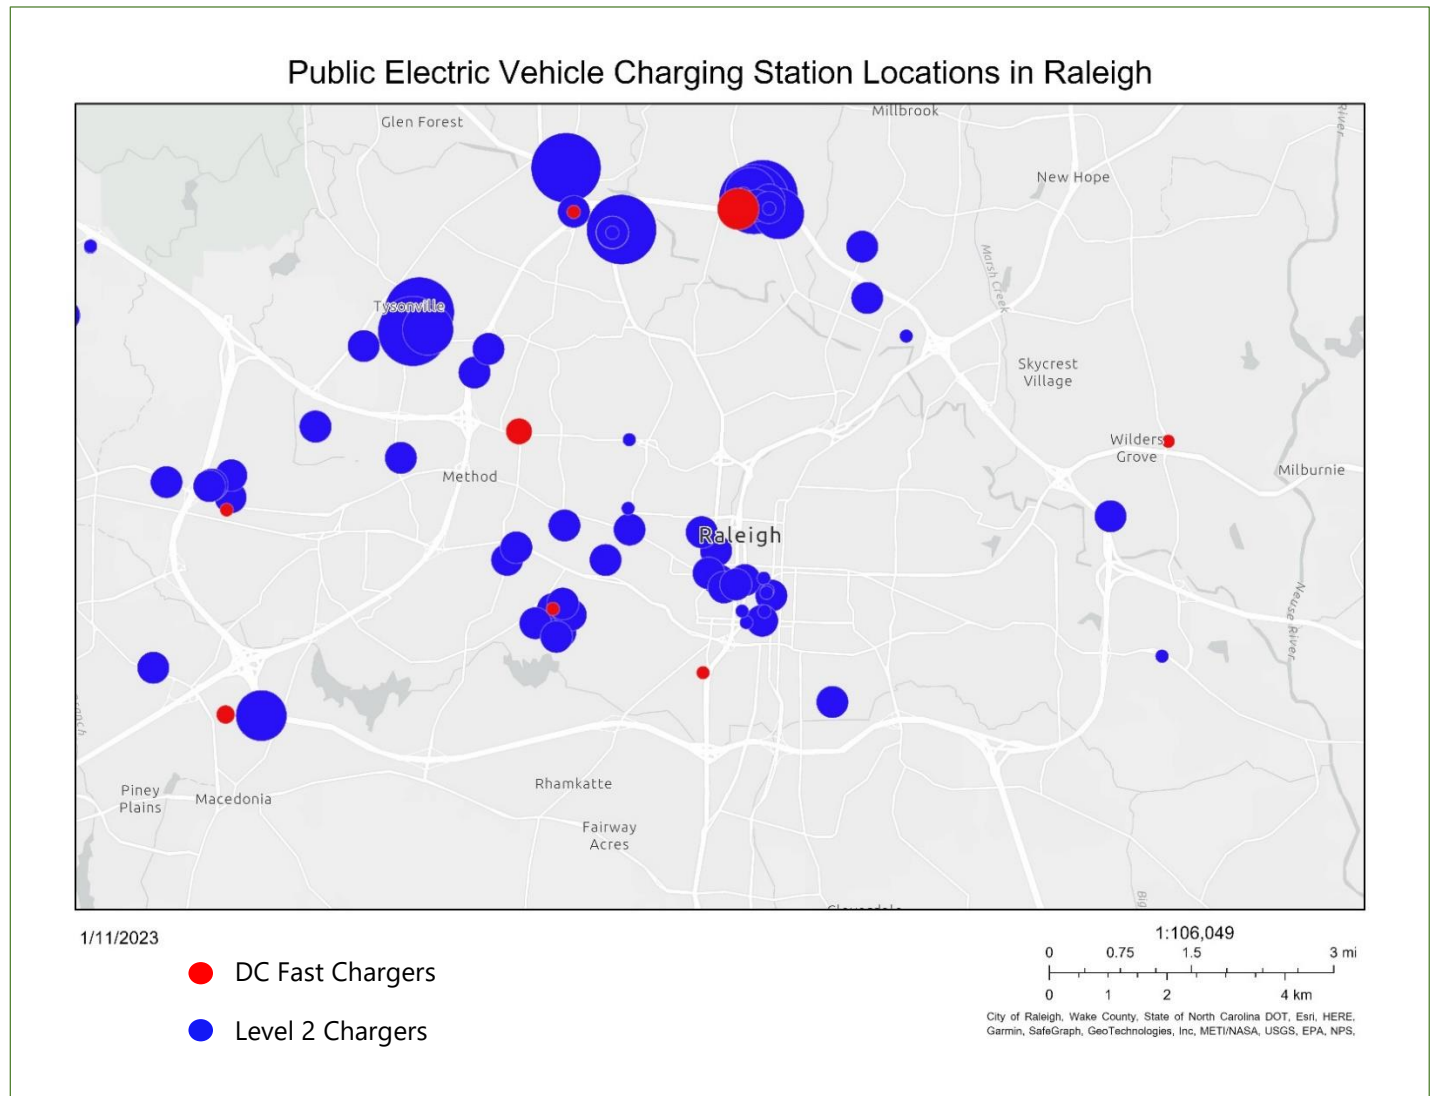 Public Electric Vehicle Charging Station Locations in Raleigh
Glen Forest
Millbrook
River
New Hope
Marsh Creek
Tysonville
Skycrest
Village
Wilders
Grove
Milburnie
Method
Raleigh
Neuse River
Piney
Plains
Macedonia
Rhamkatte
Fairway
Acres
Big
1/11/2023
1:106,049
0 0.75 1.5 3 mi
0 1 2 4 km
DC Fast Chargers
Level 2 Chargers
City of Raleigh, Wake County, State of North Carolina DOT, Esri, HERE,
Garmin, SafeGraph, GeoTechnologies, Inc, METI/NASA, USGS, EPA, NPS,